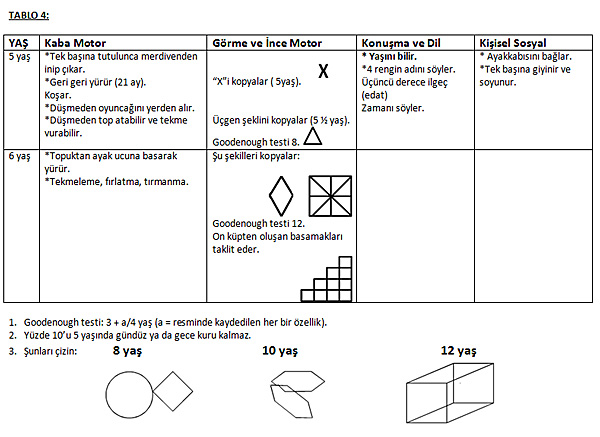 TABLO 4:
YAŞ
Kaba Motor
Görme ve İnce Motor
Konuşma ve Dil
Kişisel Sosyal
5 yaş
*Tek başına tutulunca merdivenden
inip çıkar.
*Geri geri yürür (21 ay).
Koşar.
*Düşmeden oyuncağını yerden alır.
*Düşmeden top atabilir ve tekme
vurabilir.
X
"X"i kopyalar ( 5yaş).
Üçgen şeklini kopyalar (5 ½ yaş).
Goodenough testi 8.
* Yaşını bilir.
*4 rengin adını söyler.
Üçüncü derece ilgeç
(edat)
Zamanı söyler.
* Ayakkabısını bağlar.
*Tek başına giyinir ve
soyunur.
6 yaş
*Topuktan ayak ucuna basarak
yürür.
*Tekmeleme, fırlatma, tırmanma.
Şu şekilleri kopyalar:
Goodenough testi 12.
On küpten oluşan basamakları
taklit eder.
1. Goodenough testi: 3 + a/4 yaş (a = resminde kaydedilen her bir özellik).
2. Yüzde 10'u 5 yaşında gündüz ya da gece kuru kalmaz.
3. Şunları çizin: 8 yaş 10 yaş 12 yaş